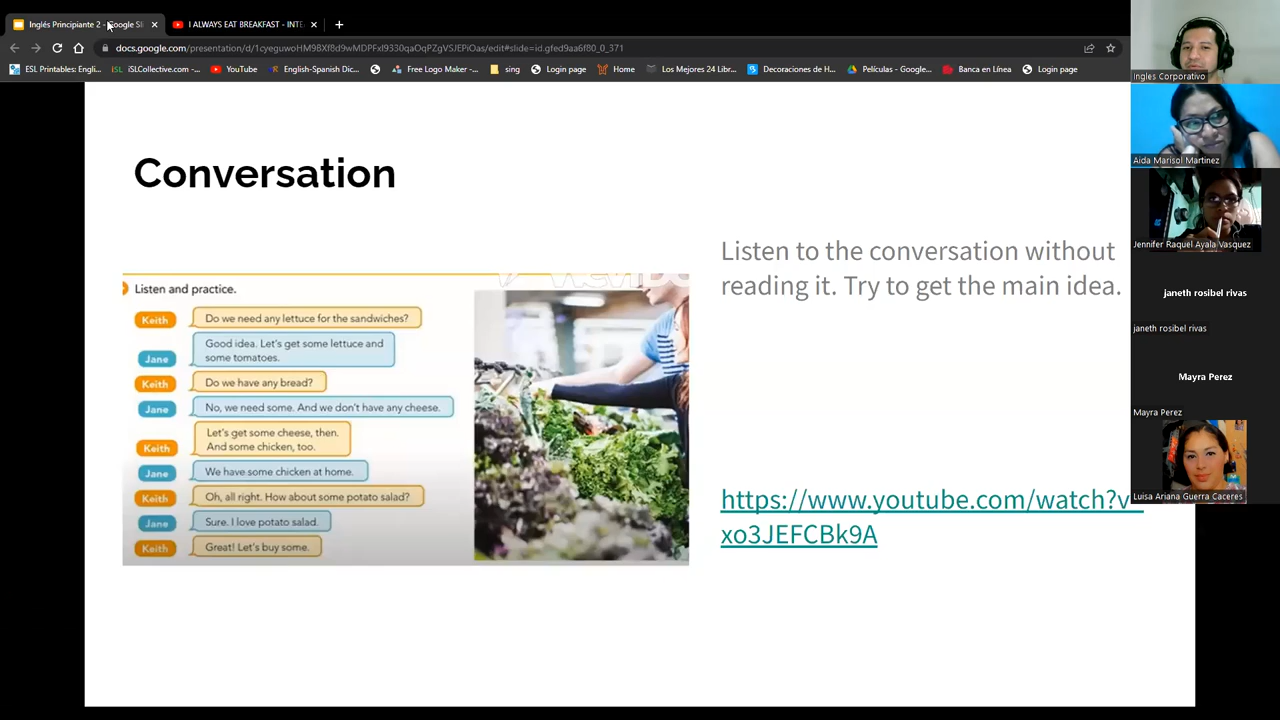 Inglés Principiante 2 - Google Sli
I ALWAYS EAT BREAKFAST - INTE
docs.google.com/presentation/d/1cyeguwoHM98Xf8d9wMDPFxI9330qaOqPZgVSJEPiOas/edit#slide=id.gfed9aa6f80_0_371
ESL Printables: Engli...
iSLCollective.com -...
YouTube
English-Spanish Dic...
Free Logo Maker -...
sing
Login page
Home
Los Mejores 24 Libr...
Decoraciones de H...
Películas - Google...
Banca en Línea
Login page
Conversation
Listen and practice.
Keith
Do we need any lettuce for the sandwiches?
Jane
Good idea. Let's get some lettuce and
some tomatoes.
Keith
Do we have any bread?
Jane
No, we need some. And we don't have any cheese.
Keith
Let's get some cheese, then.
And some chicken, too.
Jane
We have some chicken at home.
Keith
Oh, all right. How about some potato salad?
Jane
Sure. I love potato salad.
Keith
Great! Let's buy some.
Listen to the conversation without
reading it. Try to get the main idea.
https://www.youtube.com/watch?v
xo3JEFCBk9A
Ingles Corporativo
Aida Marisol Martinez
Jennifer Raquel Ayala Vasquez
janeth rosibel rivas
janeth rosibel rivas
Mayra Perez
Mayra Perez
Luisa Ariana Guerra Caceres